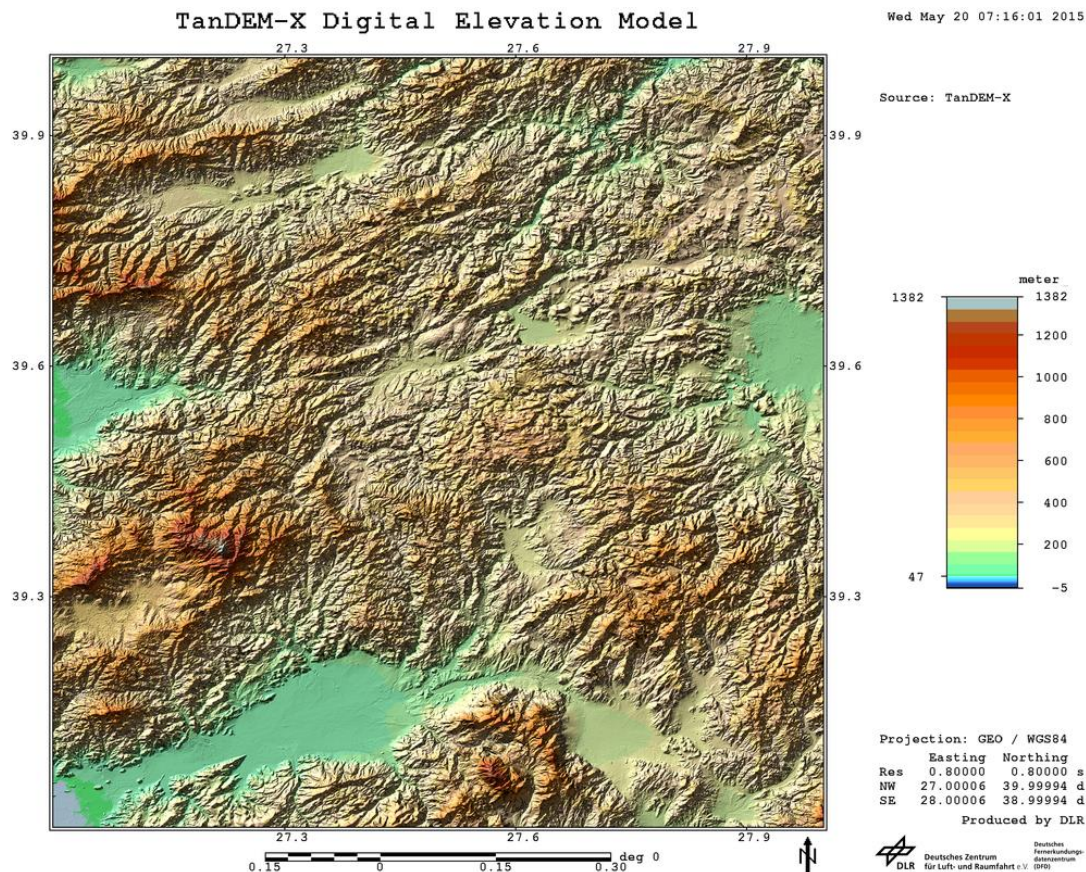 TanDEM-X Digital Elevation Model
Wed May 20 07:16:01 2015
27.3 27.6 27.9
Source: TanDEM-X
39.9 39.9
meter
1382 1382
1200
39.6 39.6
1000
800
600
400
200
47 -5
39.3 39.3
Projection: GEO / WGS84
Easting Northing
Res 0.80000 0.80000 s
NW 27.00006 39.99994 d
SE 28.00006 38.99994 d
Produced by DLR
27.3 27.6 27.9
deg 0
0.15 0 0.15 0.30
N
DLR
Deutsches Zentrum
für Luft- und Raumfahrt e.V.
Deutsches
Fernerkundungs-
datenzentrum
(DFD)